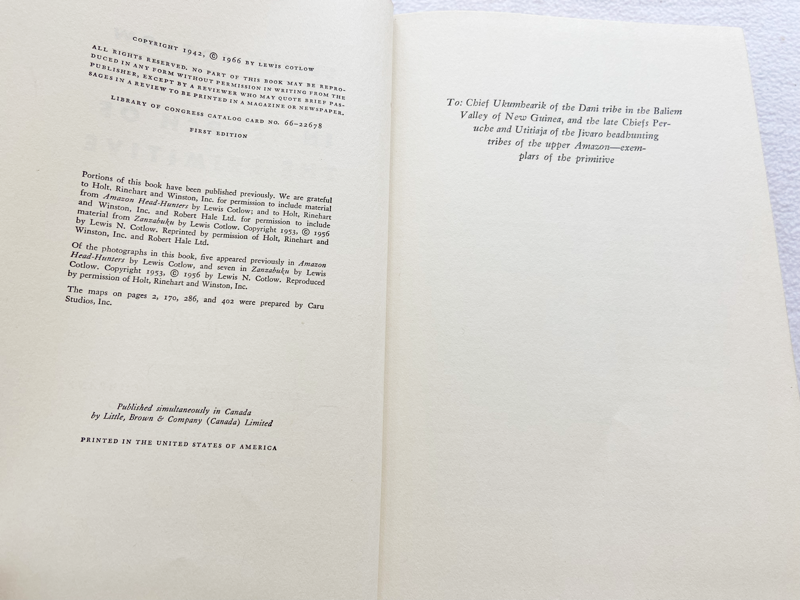 COPYRIGHT 1942, © 1966 BY LEWIS COTLOW
ALL RIGHTS RESERVED. NO PART OF THIS BOOK MAY BE REPRO-
DUCED IN ANY FORM WITHOUT PERMISSION IN WRITING FROM THE
PUBLISHER, EXCEPT BY A REVIEWER WHO MAY QUOTE BRIEF PAS-
SAGES IN A REVIEW TO BE PRINTED IN A MAGAZINE OR NEWSPAPER.
LIBRARY OF CONGRESS CATALOG CARD NO. 66-22678
FIRST EDITION
Portions of this book have been published previously. We are grateful
to Holt, Rinehart and Winston, Inc. for permission to include material
from Amazon Head-Hunters by Lewis Cotlow; and to Holt, Rinehart
and Winston, Inc. and Robert Hale Ltd. for permission to include
material from Zanzabuku by Lewis Cotlow. Copyright 1953, © 1956
by Lewis N. Cotlow. Reprinted by permission of Holt, Rinehart and
Winston, Inc. and Robert Hale Ltd.
Of the photographs in this book, five appeared previously in Amazon
Head-Hunters by Lewis Cotlow, and seven in Zanzabuku by Lewis
Cotlow. Copyright 1953, © 1956 by Lewis N. Cotlow. Reproduced
by permission of Holt, Rinehart and Winston, Inc.
The maps on pages 2, 170, 286, and 402 were prepared by Caru
Studios, Inc.
Published simultaneously in Canada
by Little, Brown & Company (Canada) Limited
PRINTED IN THE UNITED STATES OF AMERICA
To: Chief Ukumhearik of the Dani tribe in the Baliem
Valley of New Guinea, and the late Chiefs Per-
uche and Utitiaja of the Jivaro headhunting
tribes of the upper Amazon—exem-
plars of the primitive